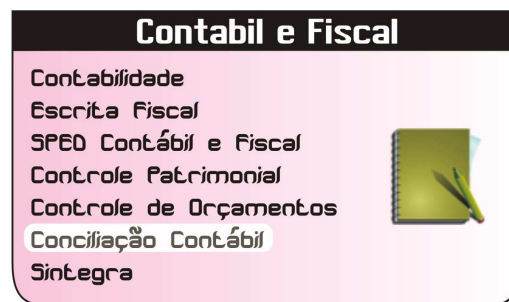 Contabil e Fiscal
Contabilidade
Escrita Fiscal
SPED Contábil e Fiscal
Controle Patrimonial
Controle de Orçamentos
Conciliação Contábil
Sintegra